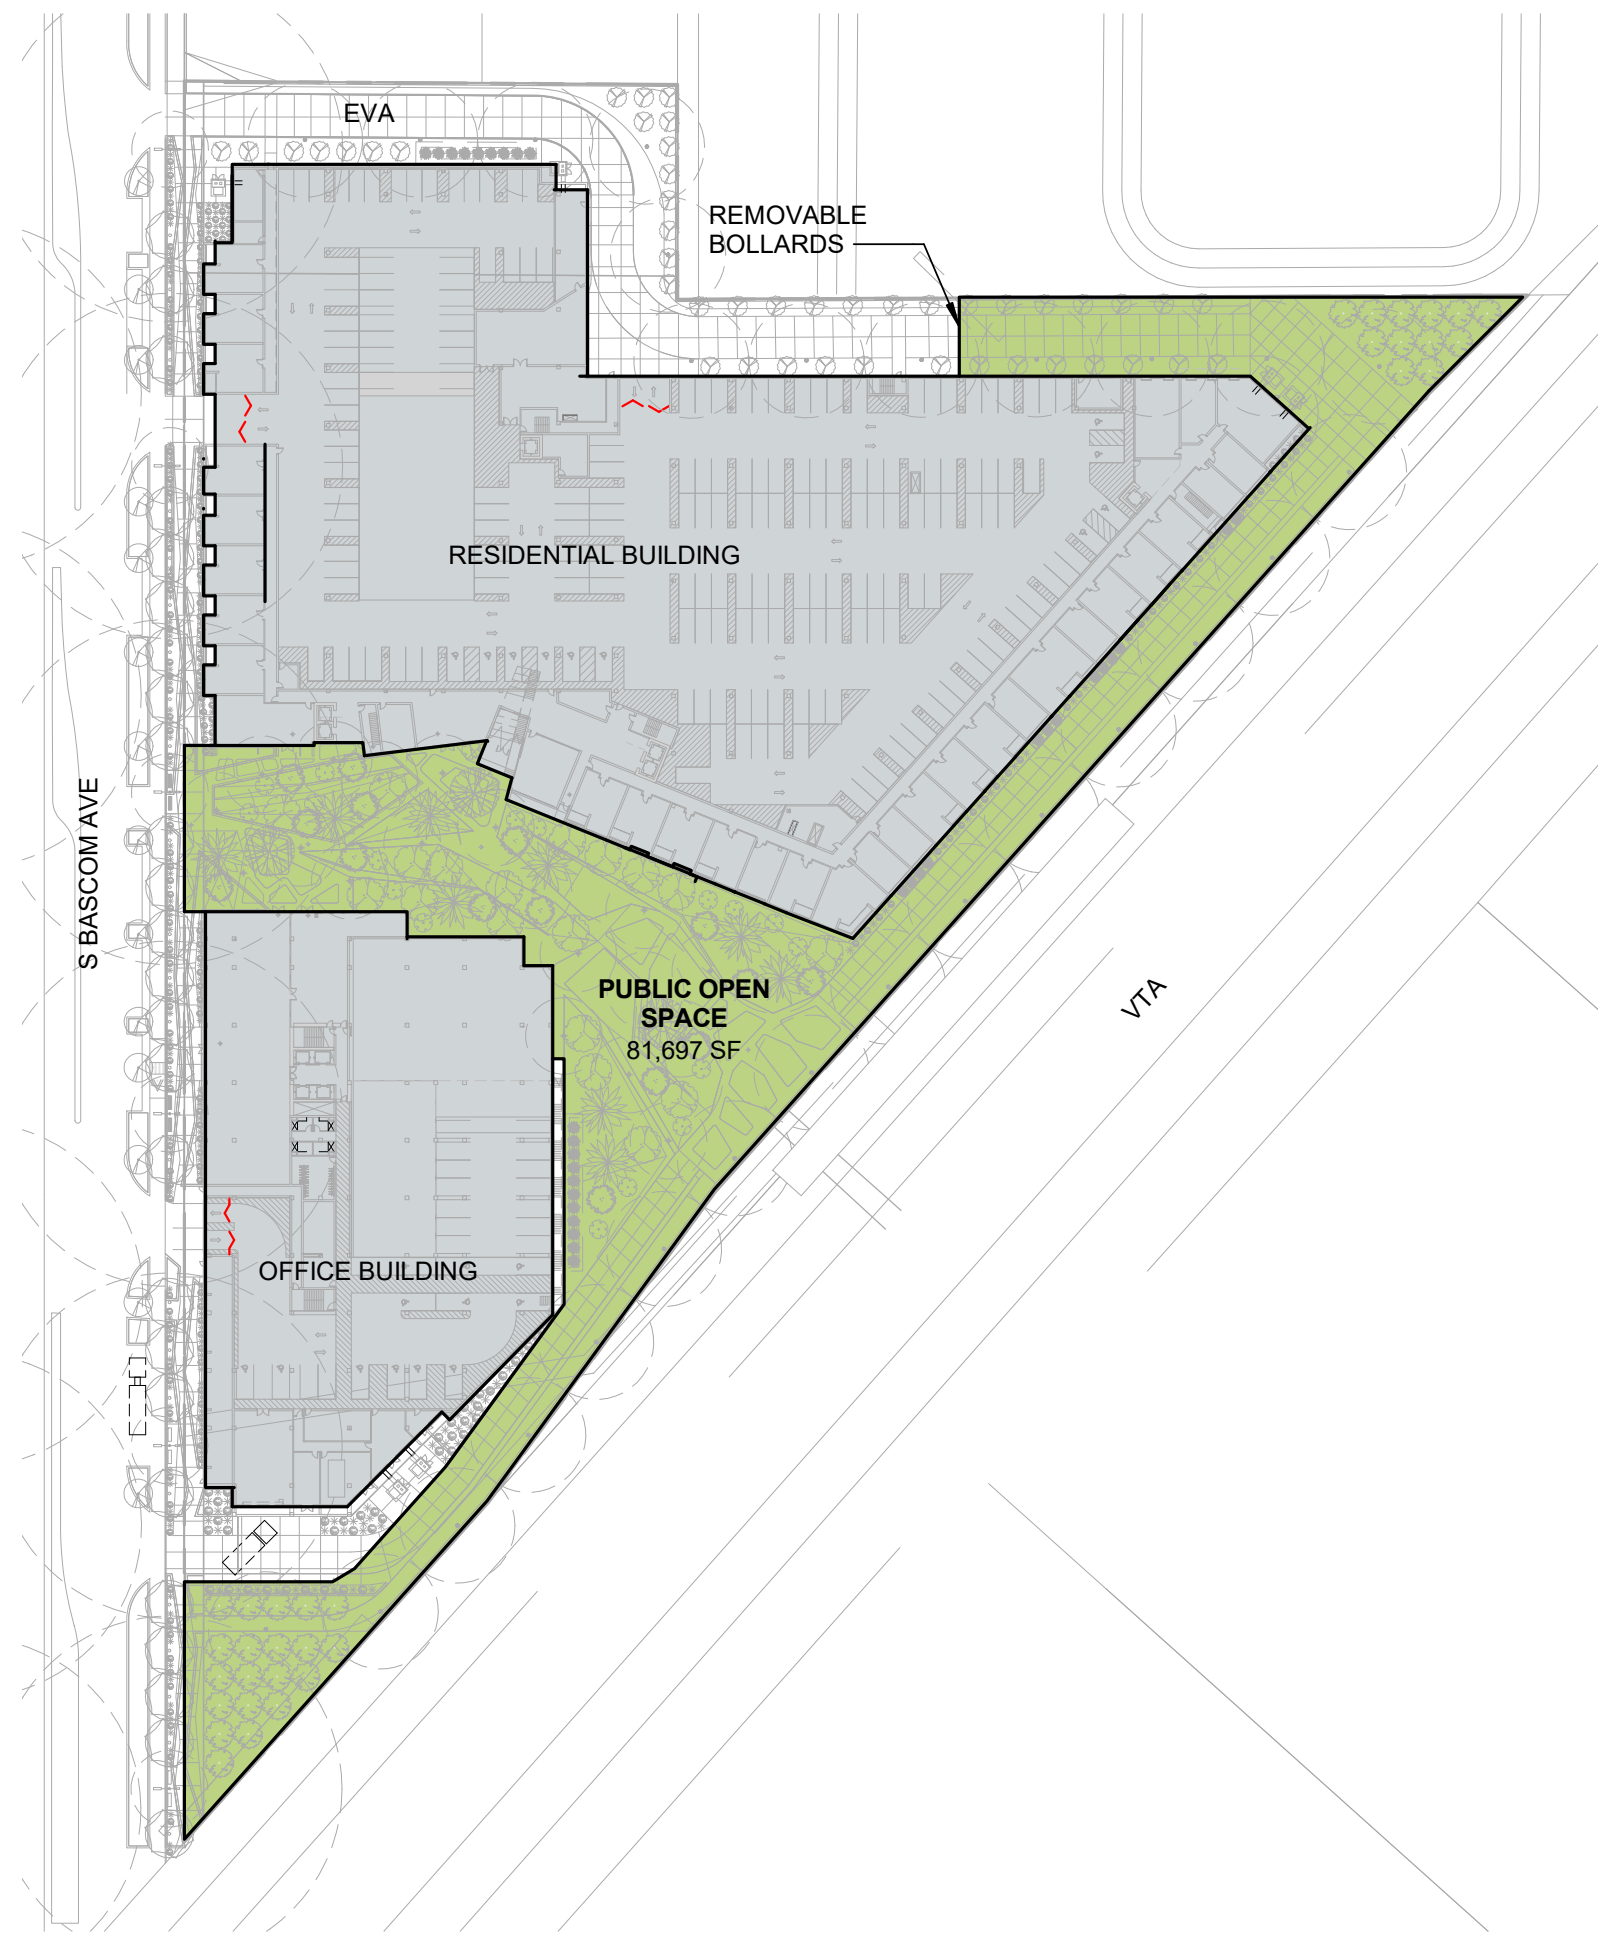 EVA
REMOVABLE
BOLLARDS
RESIDENTIAL BUILDING
S BASCOM AVE
PUBLIC OPEN
SPACE
81,697 SF
VTA
OFFICE BUILDING